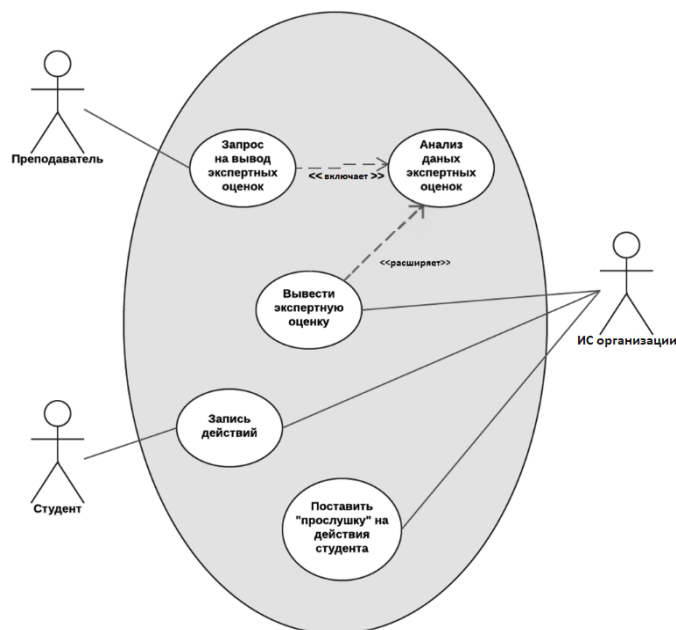 Преподаватель
Запрос
на вывод
экспертных
оценок
<< включает >>
Анализ
даных
экспертных
оценок
<<расширяет>>
Вывести
экспертную
оценку
ИС организации
Запись
действий
Студент
Поставить
"прослушку" на
действия
студента